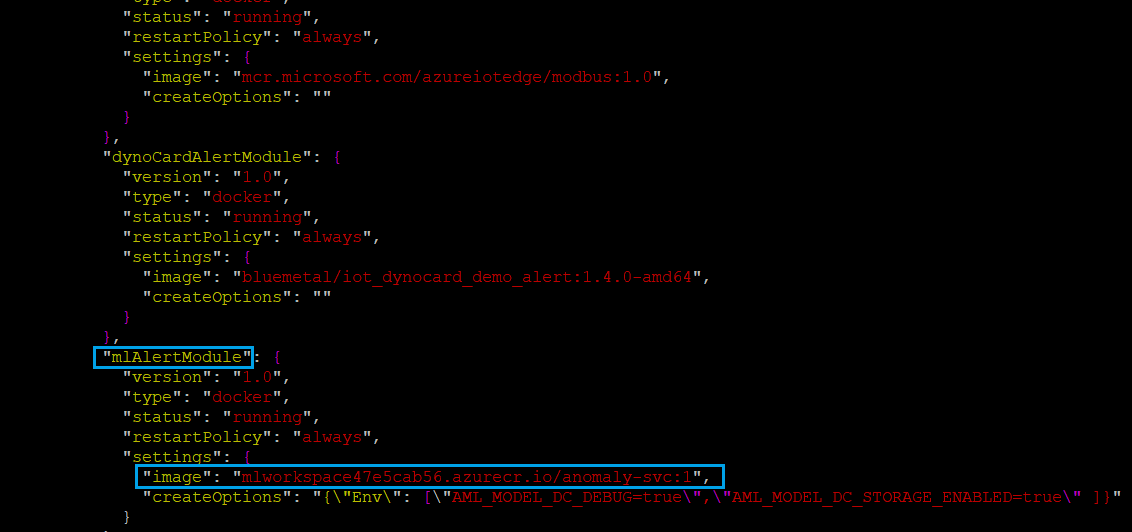 "type": "docker",
"status": "running",
"restartPolicy": "always",
"settings": {
"image": "mcr.microsoft.com/azureiotedge/modbus:1.0",
"createOptions": ""
}
},
"dynoCardAlertModule": {
"version": "1.0",
"type": "docker",
"status": "running",
"restartPolicy": "always",
"settings": {
"image": "bluemetal/iot_dynocard_demo_alert:1.4.0-amd64",
"createOptions": ""
}
},
"mlAlertModule": {
"version": "1.0",
"type": "docker",
"status": "running",
"restartPolicy": "always",
"settings": {
"image": "mlworkspace47e5cab56.azurecr.io/anomaly-svc:1",
"createOptions": "{\"Env\": [\"AML_MODEL_DC_DEBUG=true\",\"AML_MODEL_DC_STORAGE_ENABLED=true\" ]}"
}